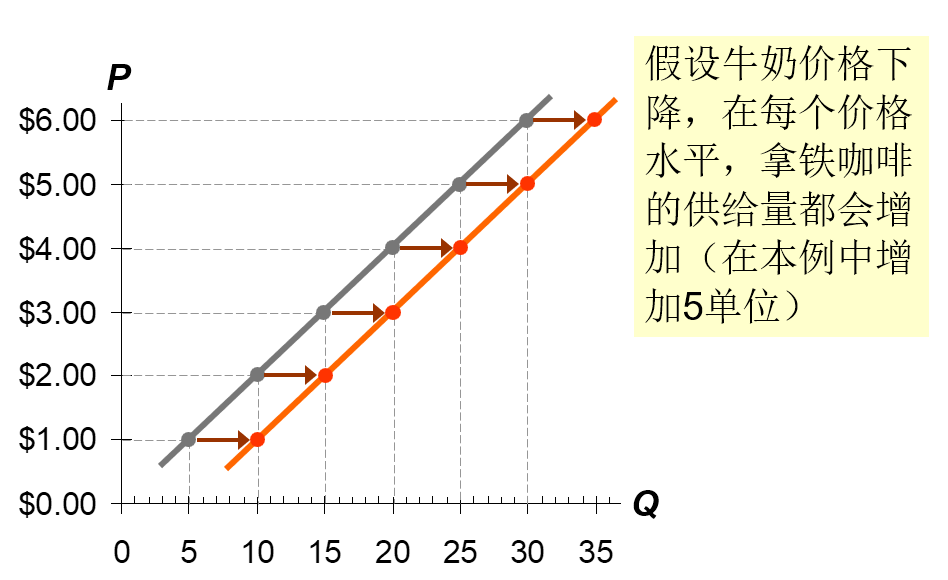 P
$6.00
$5.00
$4.00
$3.00
$2.00
$1.00
$0.00
0 5 10 15 20 25 30 35
Q
假设牛奶价格下
降，在每个价格
水平，拿铁咖啡
的供给量都会增
加（在本例中增
加5单位）